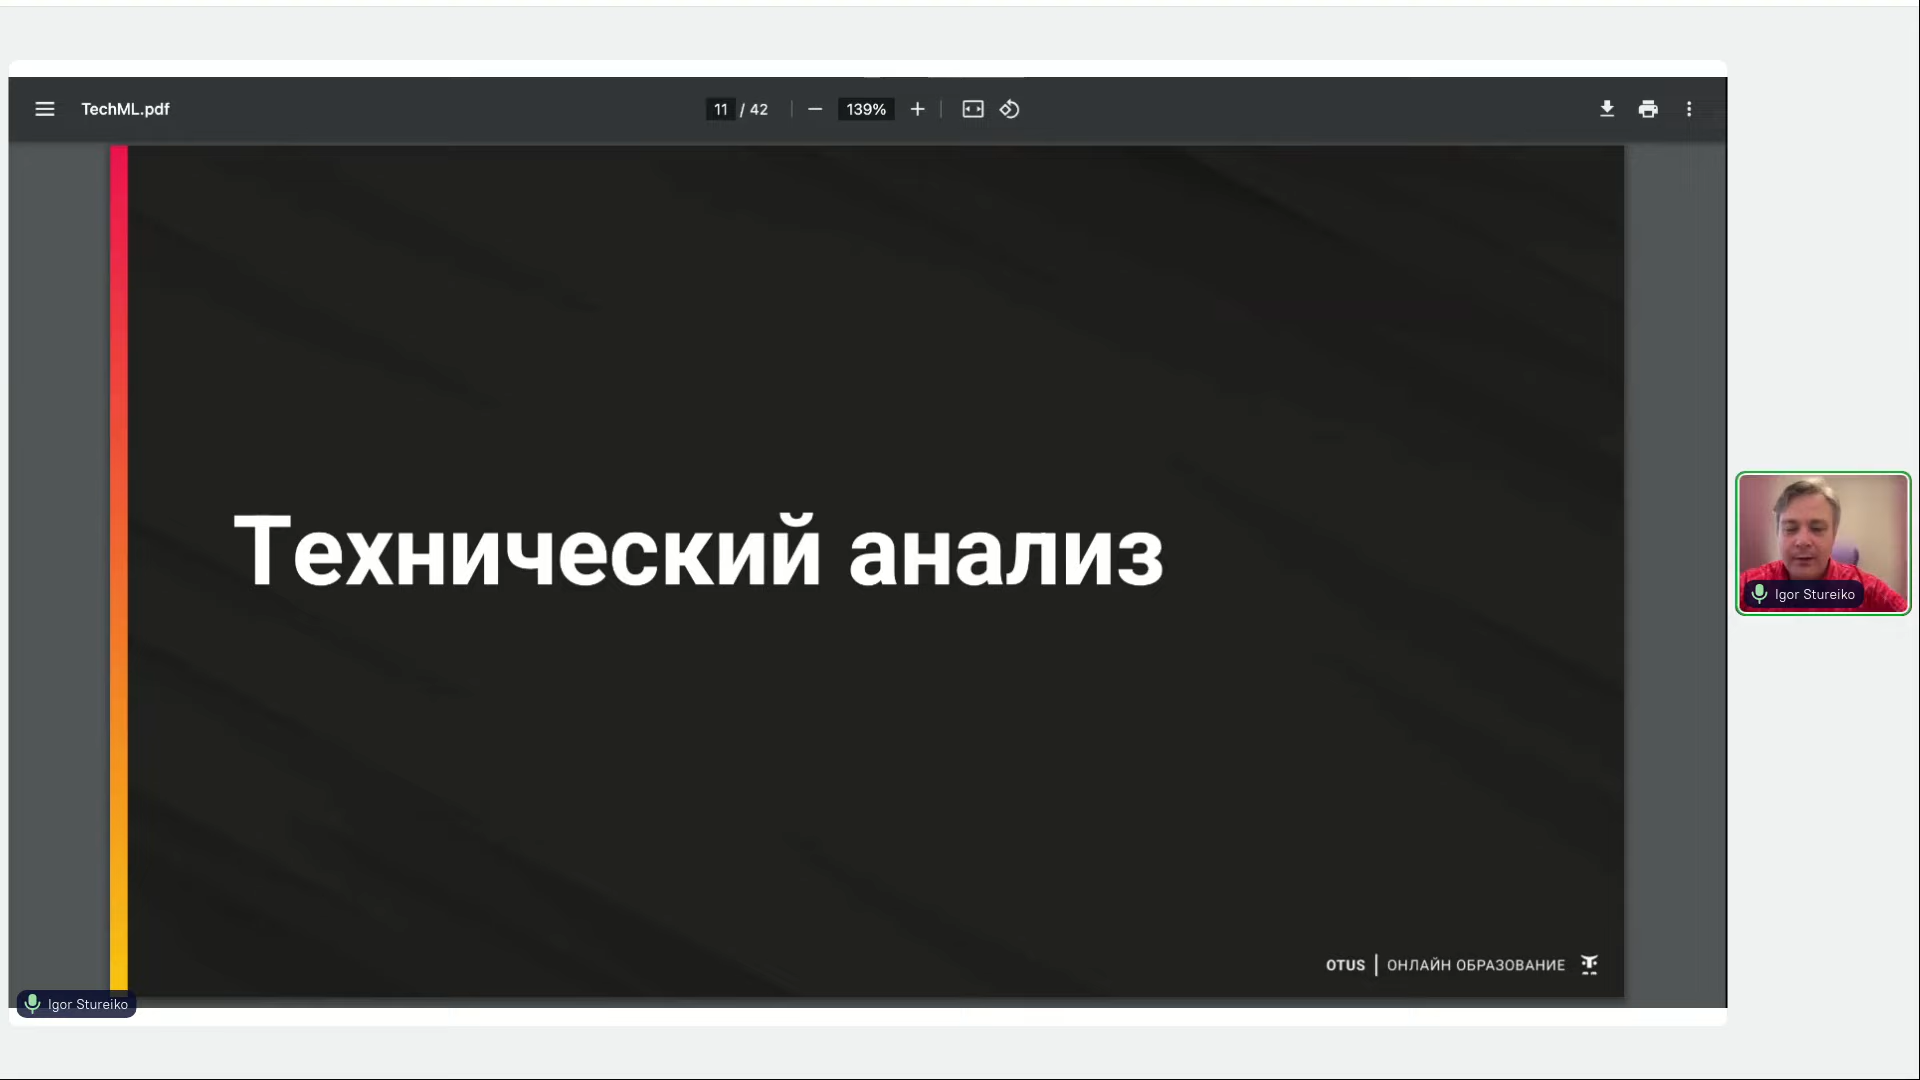 TechML.pdf
11 / 42
139%
Технический анализ
OTUS | ОНЛАЙН ОБРАЗОВАНИЕ
Igor Stureiko
Igor Stureiko